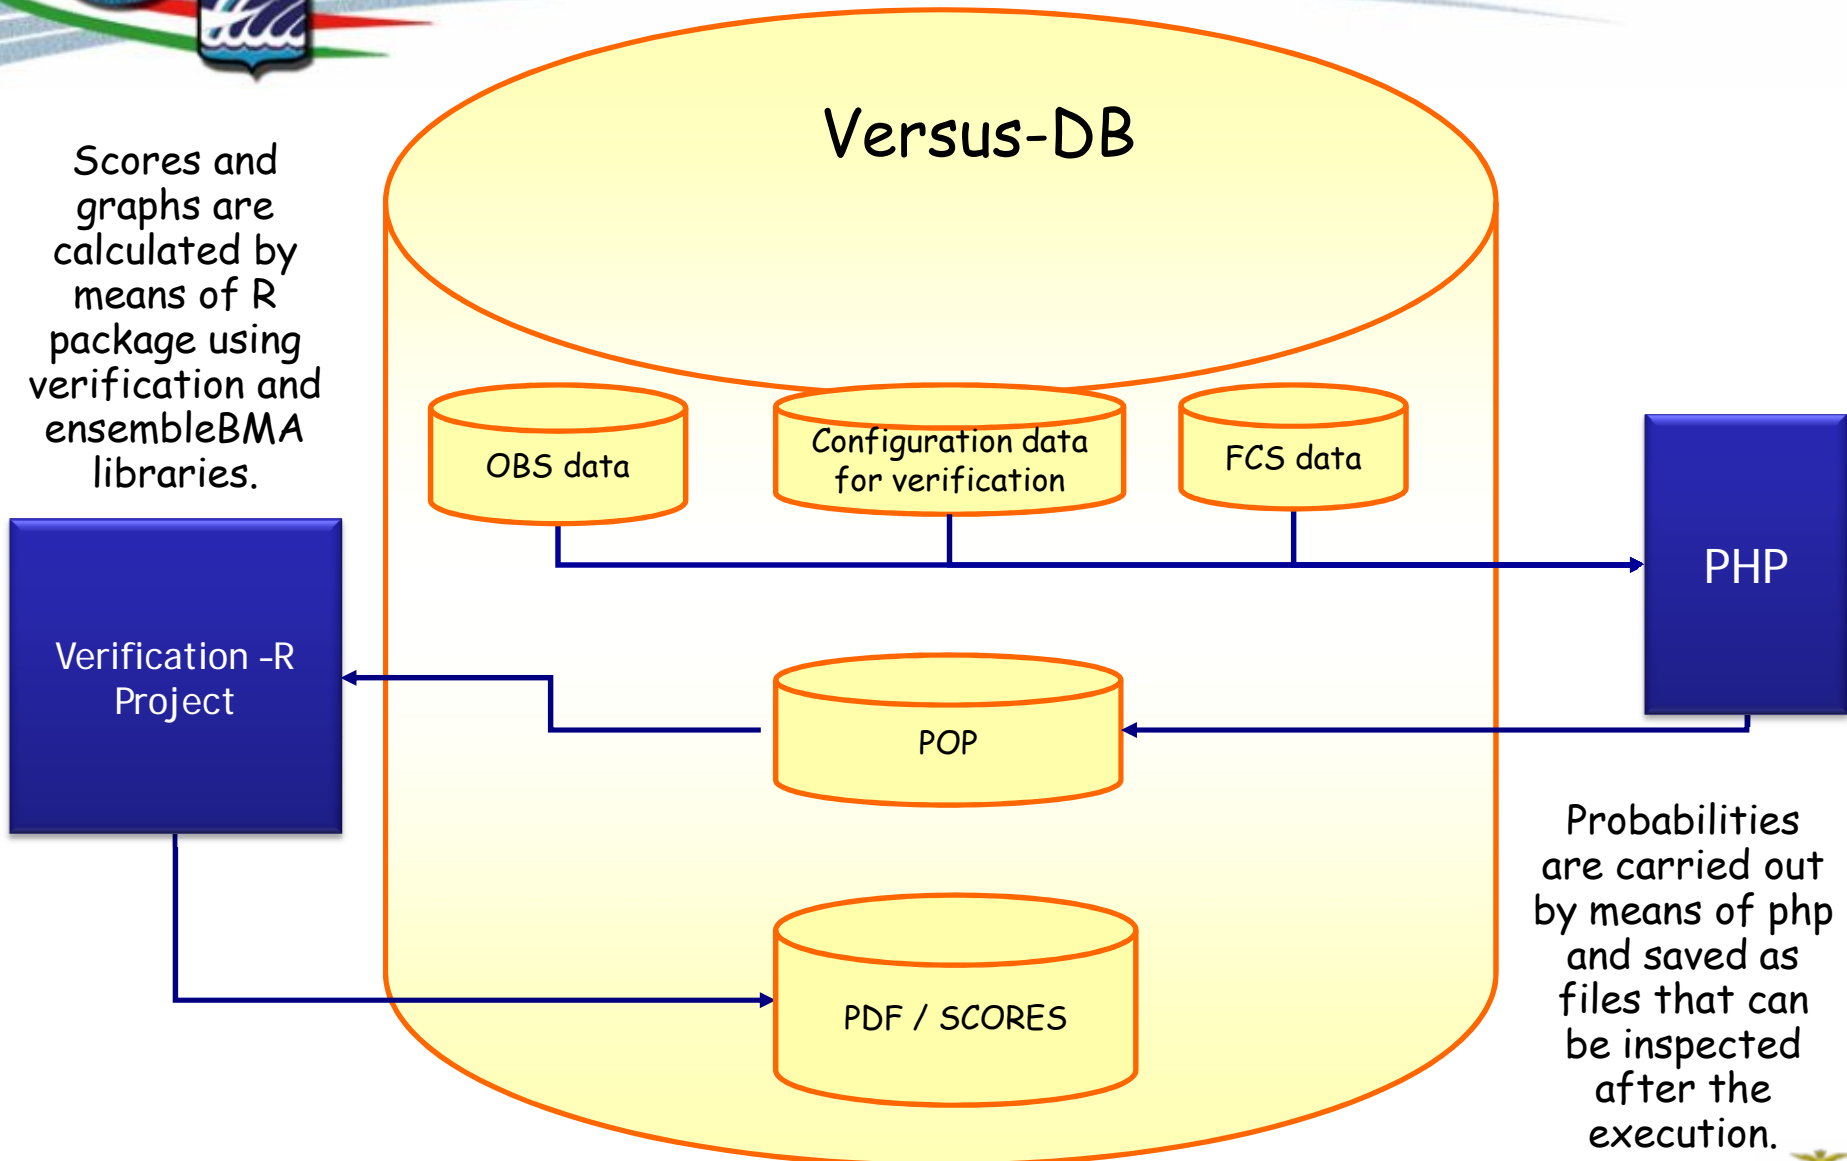 Versus-DB
Scores and
graphs are
calculated by
means of R
package using
verification and
ensembleBMA
libraries.
OBS data
Configuration data
for verification
FCS data
PHP
Verification -R
Project
POP
Probabilities
are carried out
by means of php
and saved as
files that can
be inspected
after the
execution.
PDF / SCORES